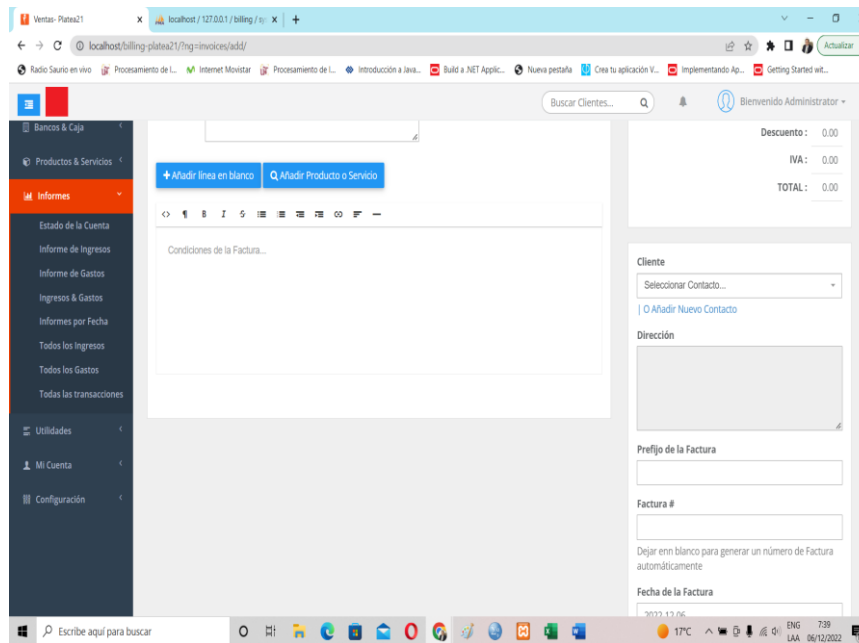 Ventas- Platea21
localhost / 127.0.0.1 / billing / sy
localhost/billing-platea21/?ng=invoices/add/
Actualizar
Radio Saurio en vivo
Procesamiento de l...
Internet Movistar
Procesamiento de l...
Introducción a Java...
Build a .NET Applic...
Nueva pestaña
Crea tu aplicación V...
Implementando Ap...
Getting Started wit...
Buscar Clientes...
Bienvenido Administrator
Bancos & Caja
Productos & Servicios
Informes
Estado de la Cuenta
Informe de Ingresos
Informe de Gastos
Ingresos & Gastos
Informes por Fecha
Todos los Ingresos
Todos los Gastos
Todas las transacciones
Utilidades
Mi Cuenta
Configuración
Añadir línea en blanco
Añadir Producto o Servicio
Condiciones de la Factura...
Descuento : 0.00
IVA : 0.00
TOTAL : 0.00
Cliente
Seleccionar Contacto...
| O Añadir Nuevo Contacto
Dirección
Prefijo de la Factura
Factura #
Dejar enn blanco para generar un número de Factura
automáticamente
Fecha de la Factura
2022-12-06
Escribe aquí para buscar
17°C
ENG
LAA
7:39
06/12/2022